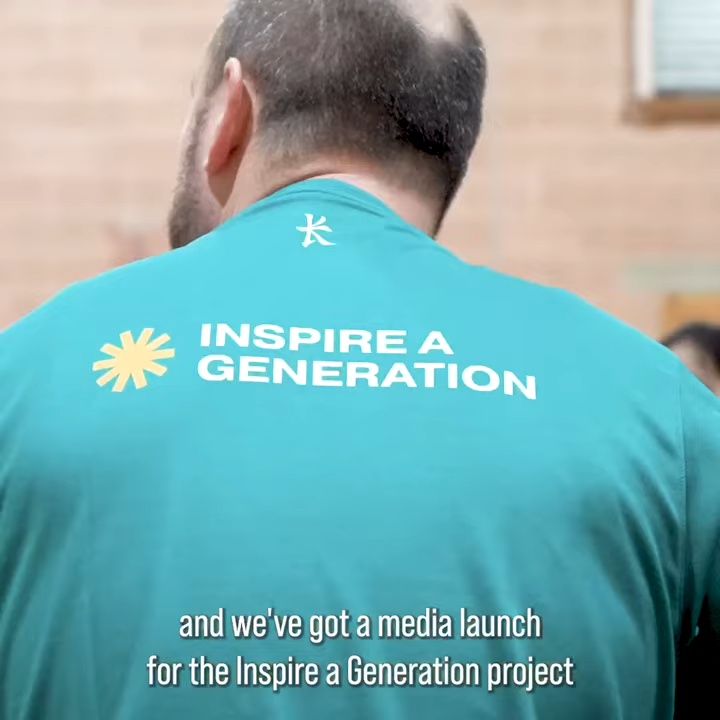 INSPIRE A
GENERATION
and we've got a media launch
for the Inspire a Generation project